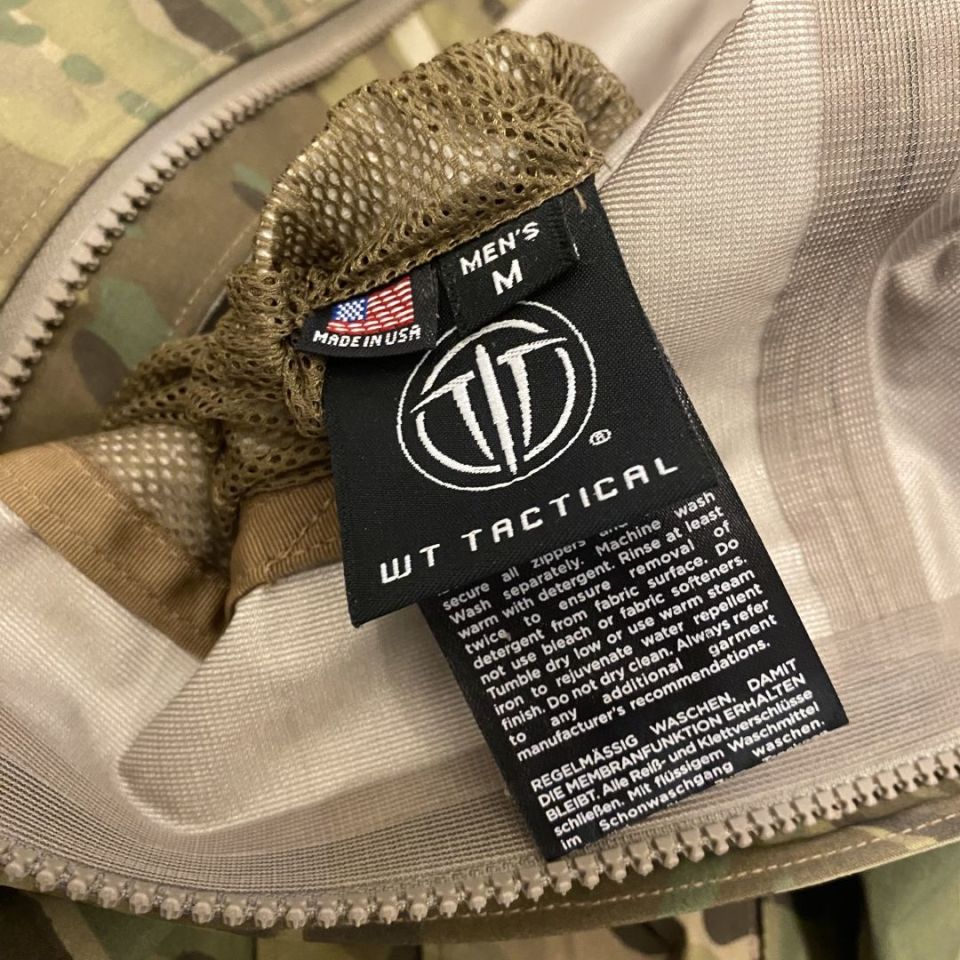 MEN'S
M
MADE IN USA
WT
®
WT TACTICAL
secure all zippers
Wash separately. Machine wash
warm with detergent. Rinse at least
twice to ensure removal of
detergent from fabric surface. Do
not use bleach or fabric softeners.
Tumble dry low or use warm steam
iron to rejuvenate water repellent
finish. Do not dry clean. Always refer
to any additional garment
manufacturer's recommendations.
REGELMÄSSIG WASCHEN, DAMIT
DIE MEMBRANFUNKTION ERHALTEN
BLEIBT. Alle Reiß- und Klettverschlüsse
schließen. Mit flüssigem Waschmittel
im Schonwaschgang waschen.